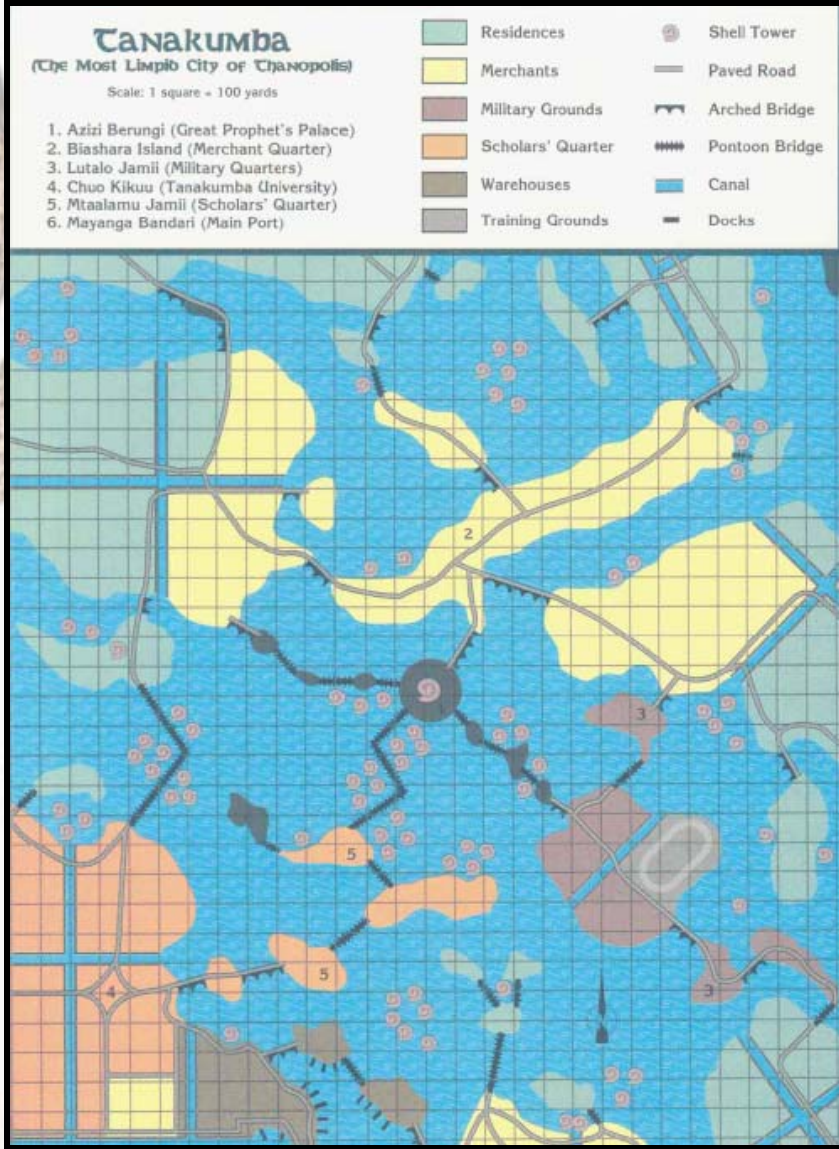 Tanakumba
(The Most Limpid City of Thanopolis)
Scale: 1 square = 100 yards
1. Azizi Berungi (Great Prophet's Palace)
2. Biashara Island (Merchant Quarter)
3. Lutalo Jamii (Military Quarters)
4. Chuo Kikuu (Tanakumba University)
5. Mtaalamu Jamii (Scholars' Quarter)
6. Mayanga Bandari (Main Port)
Residences
Merchants
Military Grounds
Scholars' Quarter
Warehouses
Training Grounds
Shell Tower
Paved Road
Arched Bridge
Pontoon Bridge
Canal
Docks
2
3
5
5
4
3